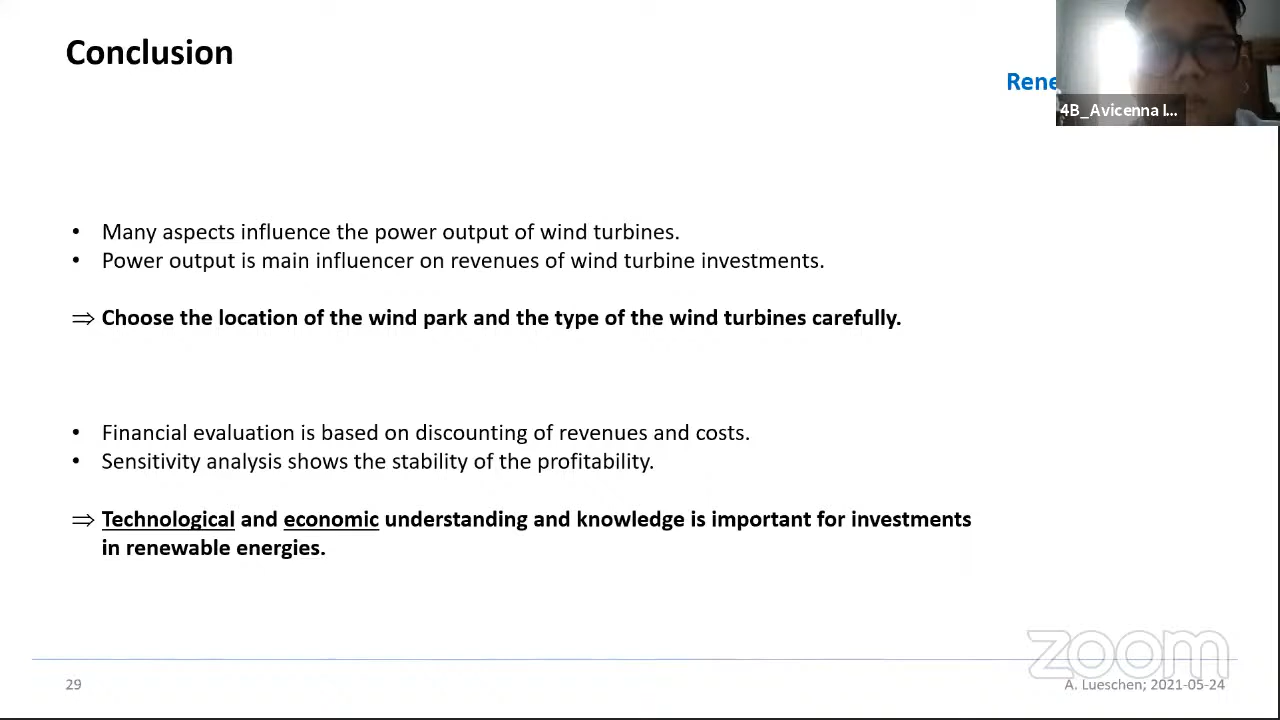 Conclusion
Rene
4B_Avicenna I...
• Many aspects influence the power output of wind turbines.
• Power output is main influencer on revenues of wind turbine investments.
⇒ Choose the location of the wind park and the type of the wind turbines carefully.
• Financial evaluation is based on discounting of revenues and costs.
• Sensitivity analysis shows the stability of the profitability.
⇒ Technological and economic understanding and knowledge is important for investments
in renewable energies.
zoom
29
A. Lueschen; 2021-05-24